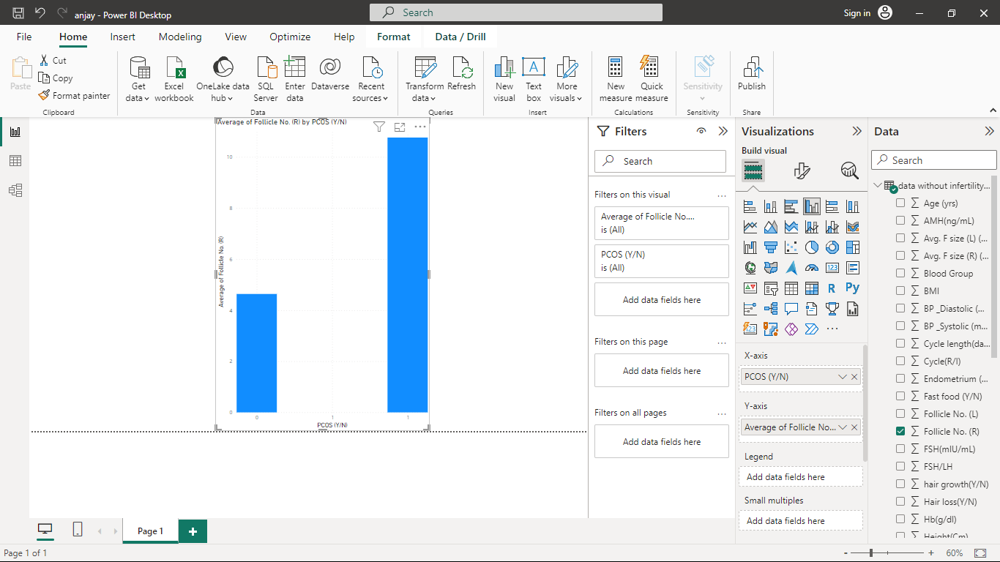 anjay - Power BI Desktop
Search
Sign in
File
Home
Insert
Modeling
View
Optimize
Help
Format
Data / Drill
Paste
Cut
Copy
Format painter
Clipboard
Get
data
Excel
workbook
OneLake data
hub
SQL
Server
Enter
data
Dataverse
Recent
sources
Data
Transform
data
Refresh
Queries
New
visual
Text
box
More
visuals
Insert
New
measure
Quick
measure
Calculations
Sensitivity
Sensitivity
Publish
Share
Average of Follicle No. (R) by PCOS (Y/N)
Average of Follicle No. (R)
10
8
6
4
2
0
0
1
1
PCOS (Y/N)
Filters
Search
Filters on this visual
...
Average of Follicle No....
is (All)
PCOS (Y/N)
is (All)
Add data fields here
Filters on this page
...
Add data fields here
Filters on all pages
...
Add data fields here
Visualizations
Build visual
123
R
Py
123
...
X-axis
PCOS (Y/N)
Y-axis
Average of Follicle No...
Legend
Add data fields here
Small multiples
Add data fields here
Data
Search
data without infertility...
Age (yrs)
AMH(ng/mL)
Avg. F size (L) (...
Avg. F size (R) (...
Blood Group
BMI
BP _Diastolic (...
BP _Systolic (m...
Cycle length(da...
Cycle(R/I)
Endometrium (...
Fast food (Y/N)
Follicle No. (L)
Follicle No. (R)
FSH(mIU/mL)
FSH/LH
hair growth(Y/N)
Hair loss(Y/N)
Hb(g/dl)
Height(Cm)
Page 1
Page 1 of 1
- + 60%